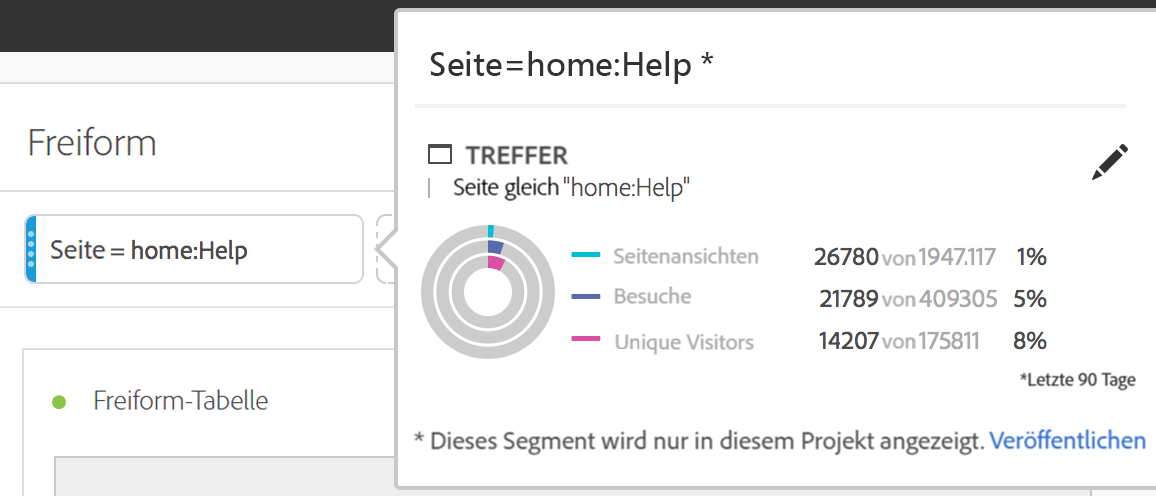 Seite=home:Help *
Freiform
TREFFER
Seite gleich "home:Help"
Seite = home:Help
Seitenansichten 26780 von 1947.117 1%
Besuche 21789 von 409305 5%
Unique Visitors 14207 von 175811 8%
*Letzte 90 Tage
Freiform-Tabelle
* Dieses Segment wird nur in diesem Projekt angezeigt. Veröffentlichen